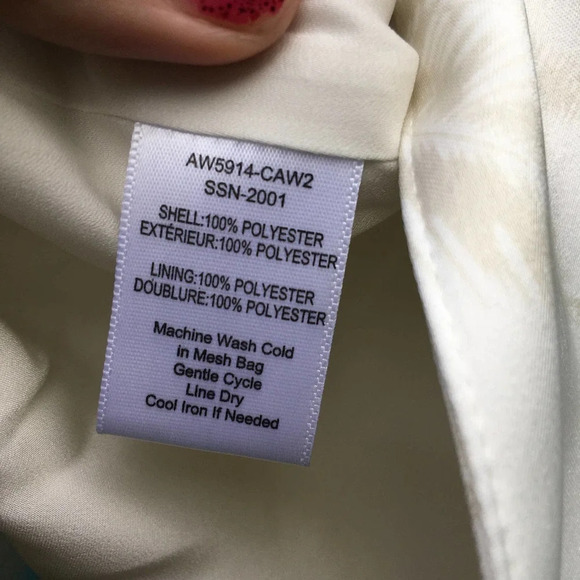 AW5914-CAW2
SSN-2001
SHELL:100% POLYESTER
EXTÉRIEUR:100% POLYESTER
LINING:100% POLYESTER
DOUBLURE:100% POLYESTER
Machine Wash Cold
in Mesh Bag
Gentle Cycle
Line Dry
Cool Iron If Needed